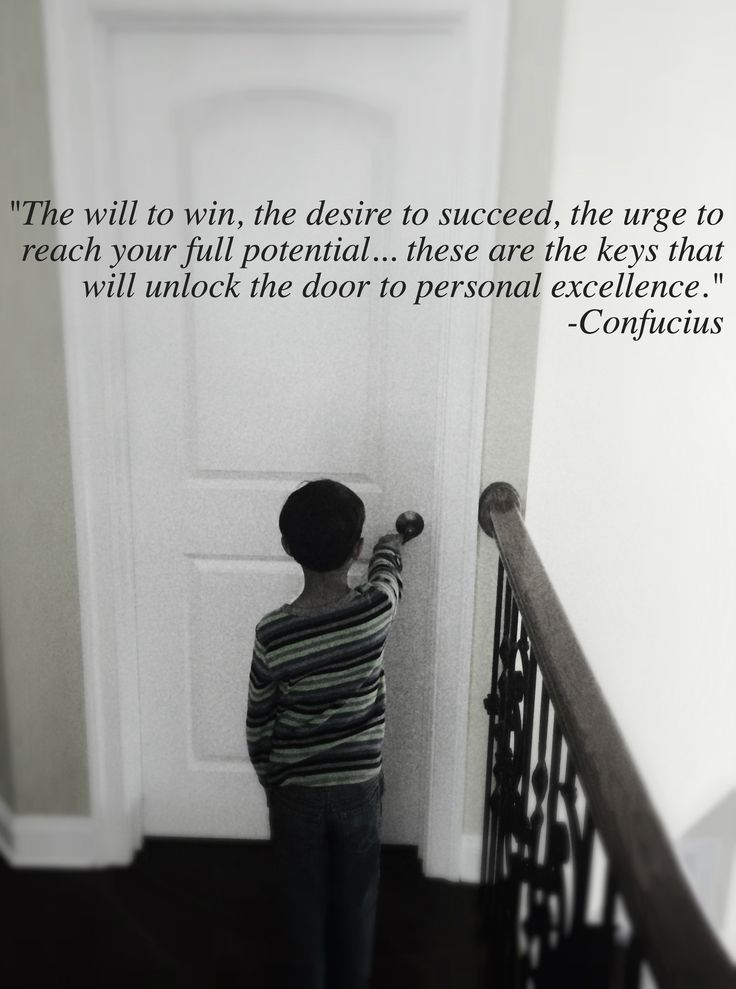 "The will to win, the desire to succeed, the urge to
reach your full potential... these are the keys that
will unlock the door to personal excellence."
-Confucius